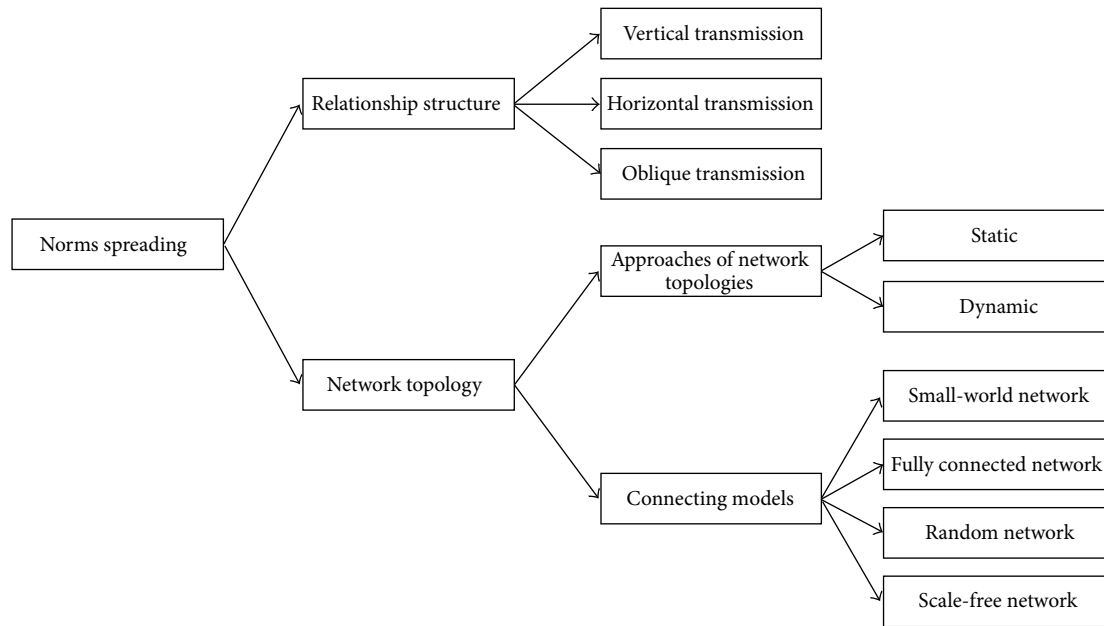 Vertical transmission
Relationship structure
Horizontal transmission
Oblique transmission
Norms spreading
Approaches of network
topologies
Static
Dynamic
Network topology
Small-world network
Fully connected network
Connecting models
Random network
Scale-free network